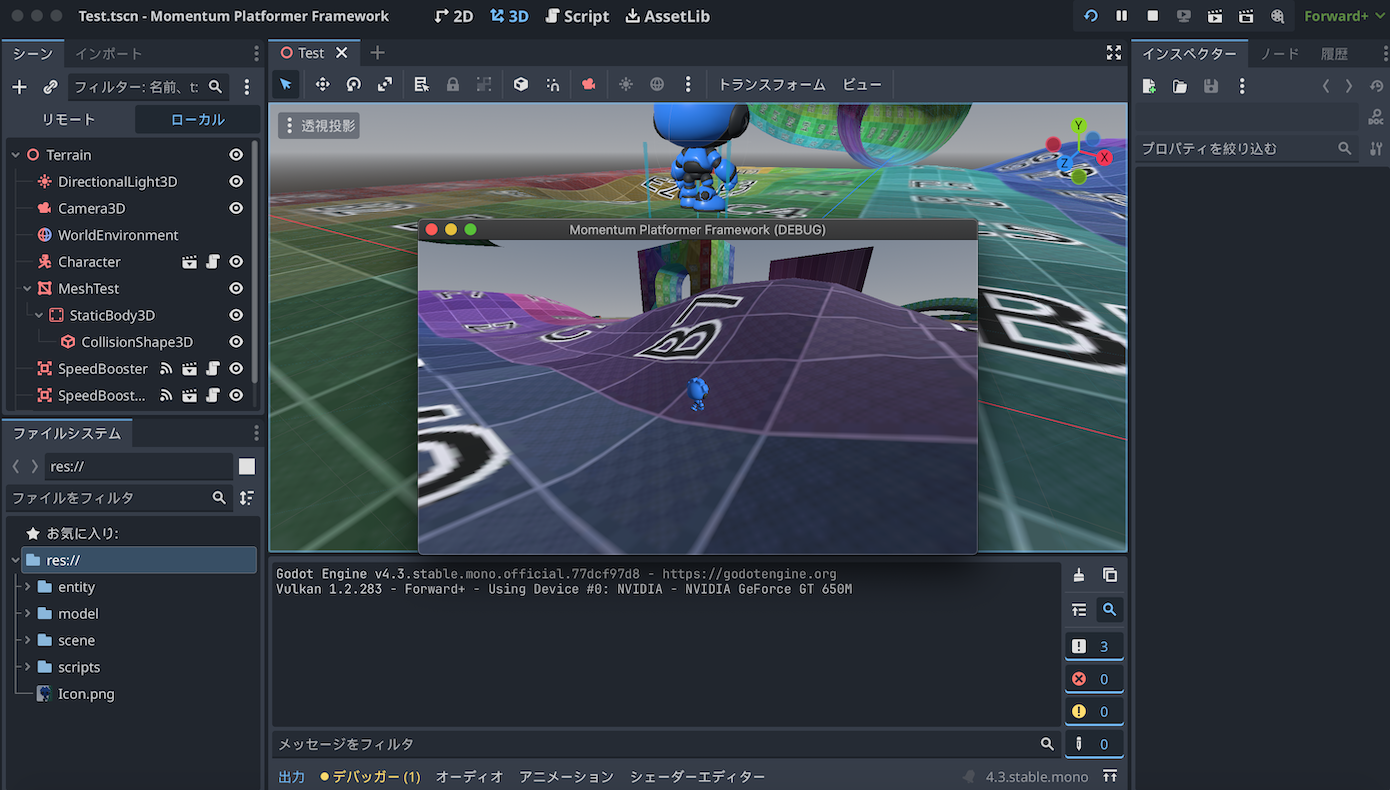 Test.tscn - Momentum Platformer Framework
2D
3D
Script
AssetLib
Forward+
シーン
インポート
フィルター: 名前、t:
リモート
ローカル
Terrain
DirectionalLight3D
Camera3D
WorldEnvironment
Character
MeshTest
StaticBody3D
CollisionShape3D
SpeedBooster
SpeedBoost...
ファイルシステム
res://
ファイルをフィルタ
お気に入り:
res://
entity
model
scene
scripts
Icon.png
Test
トランスフォーム
ビュー
透視投影
Y
X
Z
C4
B
Momentum Platformer Framework (DEBUG)
B7
Godot Engine v4.3.stable.mono.official.77dcf97d8 - https://godotengine.org
Vulkan 1.2.283 - Forward+ - Using Device #0: NVIDIA - NVIDIA GeForce GT 650M
3
0
0
0
メッセージをフィルタ
出力
デバッガー (1)
オーディオ
アニメーション
シェーダーエディター
4.3.stable.mono
インスペクター
ノード
履歴
DOC
プロパティを絞り込む